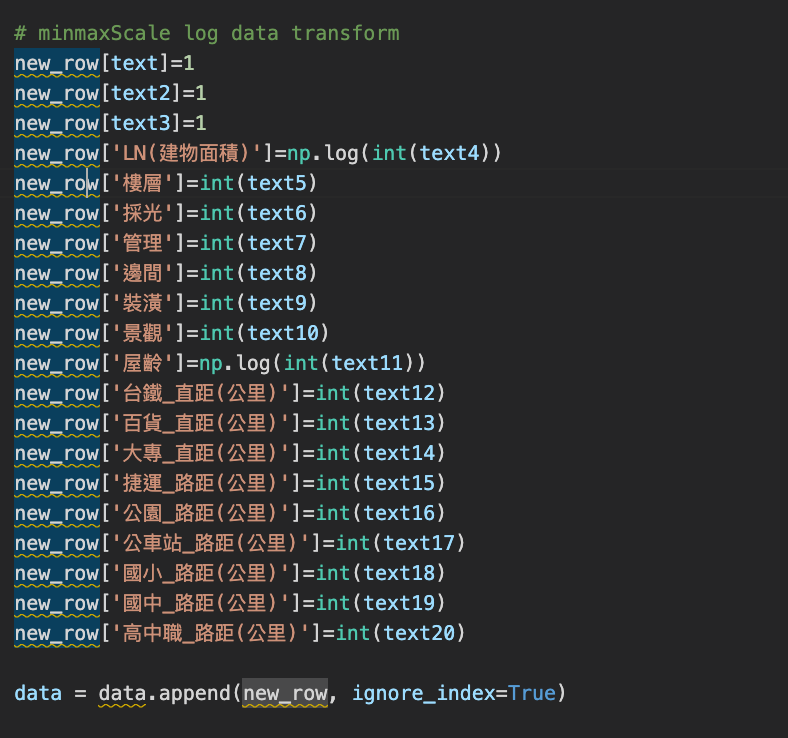 # minmaxScale log data transform
new_row[text]=1
new_row[text2]=1
new_row[text3]=1
new_row['LN(建物面積)']=np.log(int(text4))
new_row['樓層']=int(text5)
new_row['採光']=int(text6)
new_row['管理']=int(text7)
new_row['邊間']=int(text8)
new_row['裝潢']=int(text9)
new_row['景觀']=int(text10)
new_row['屋齡']=np.log(int(text11))
new_row['台鐵_直距(公里)']=int(text12)
new_row['百貨_直距(公里)']=int(text13)
new_row['大專_直距(公里)']=int(text14)
new_row['捷運_路距(公里)']=int(text15)
new_row['公園_路距(公里)']=int(text16)
new_row['公車站_路距(公里)']=int(text17)
new_row['國小_路距(公里)']=int(text18)
new_row['國中_路距(公里)']=int(text19)
new_row['高中職_路距(公里)']=int(text20)
data = data.append(new_row, ignore_index=True)